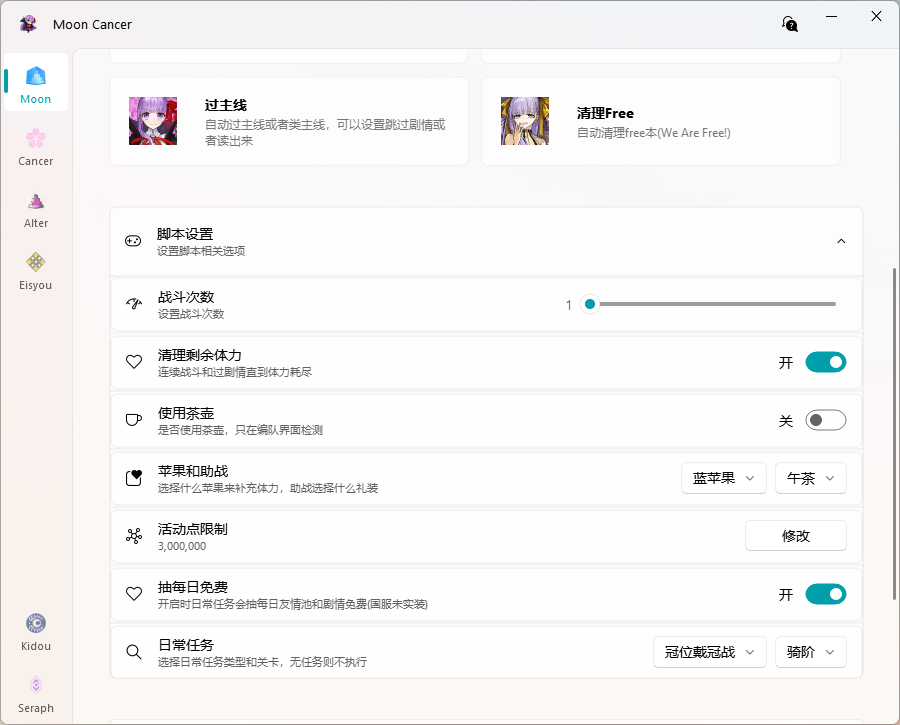 Moon Cancer
Moon
Cancer
Alter
Eisyou
Kidou
Seraph
过主线
自动过主线或者类主线，可以设置跳过剧情或
者读出来
清理Free
自动清理free本(We Are Free!)
脚本设置
设置脚本相关选项
战斗次数
设置战斗次数
1
清理剩余体力
连续战斗和过剧情直到体力耗尽
开
使用茶壶
是否使用茶壶，只在编队界面检测
关
苹果和助战
选择什么苹果来补充体力，助战选择什么礼装
蓝苹果
午茶
活动点限制
3,000,000
修改
抽每日免费
开启时日常任务会抽每日友情池和剧情免费(国服未实装)
开
日常任务
选择日常任务类型和关卡，无任务则不执行
冠位戴冠战
骑阶